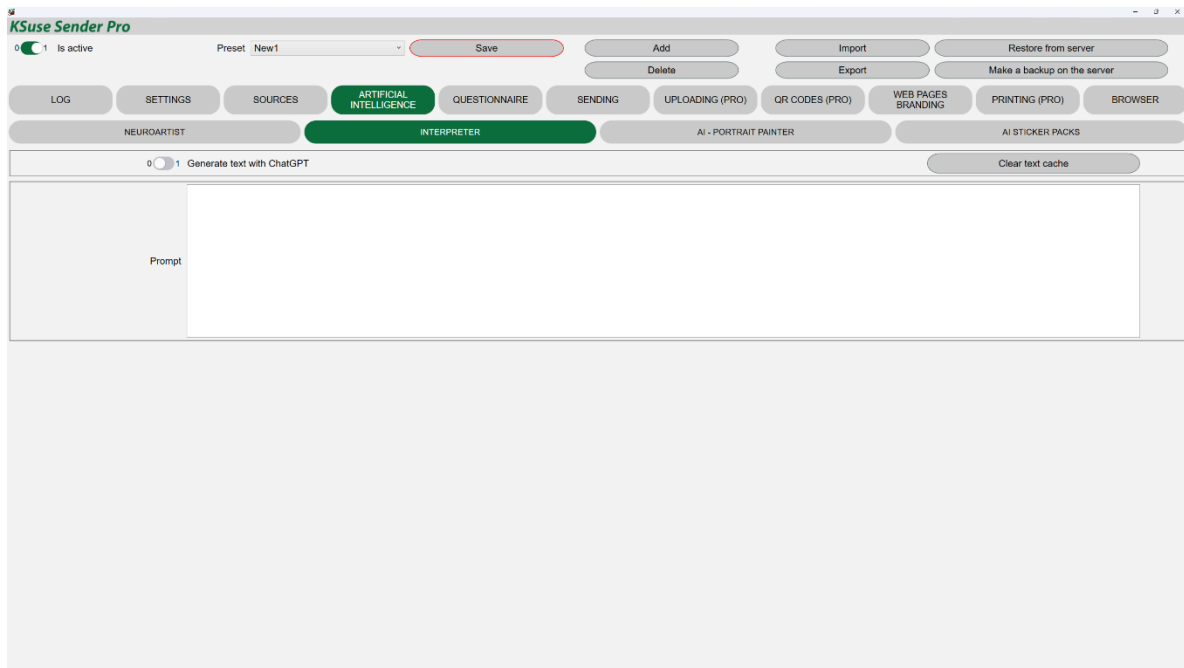 KSuse Sender Pro
0 1 Is active Preset New1 Save Add Import Restore from server
Delete Export Make a backup on the server
LOG SETTINGS SOURCES ARTIFICIAL INTELLIGENCE QUESTIONNAIRE SENDING UPLOADING (PRO) QR CODES (PRO) WEB PAGES BRANDING PRINTING (PRO) BROWSER
NEUROARTIST INTERPRETER AI - PORTRAIT PAINTER AI STICKER PACKS
0 1 Generate text with ChatGPT Clear text cache
Prompt